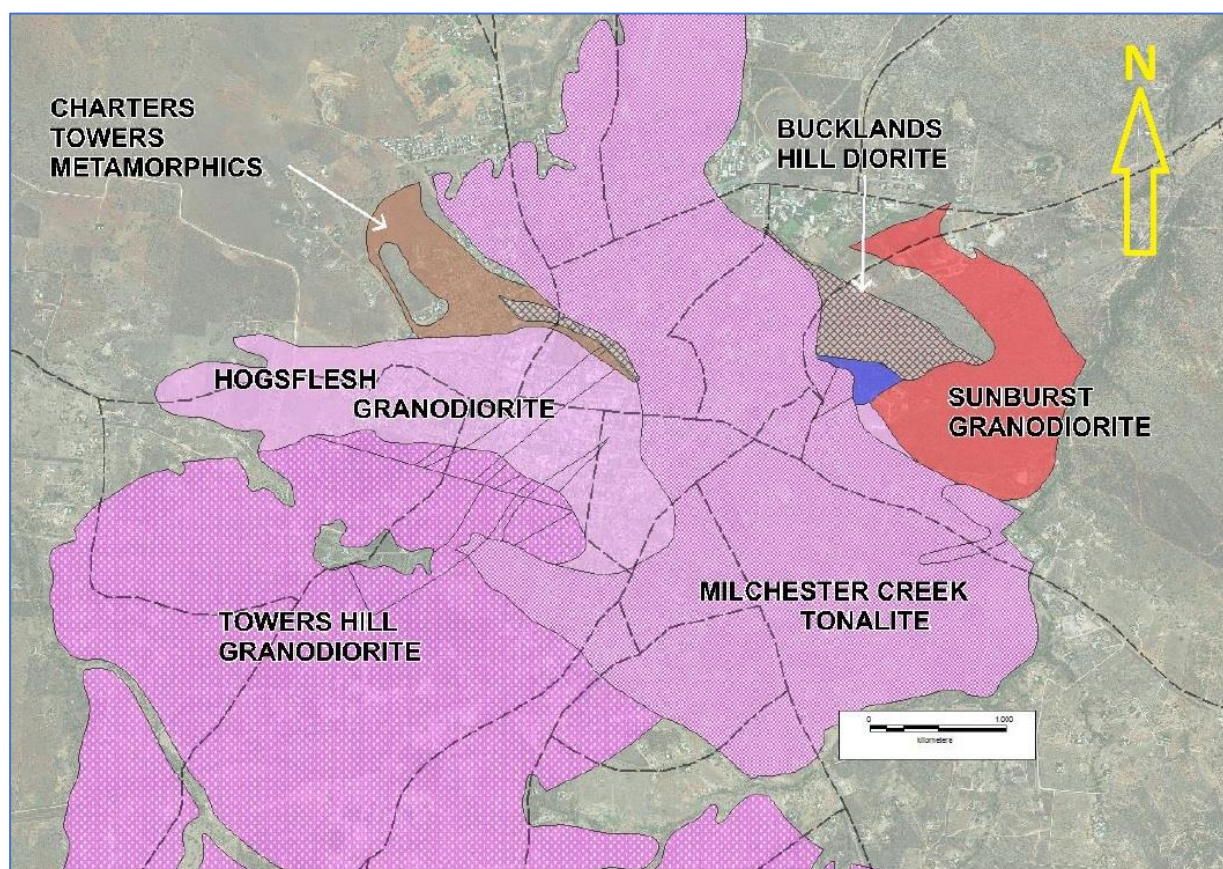 N
CHARTERS
TOWERS
METAMORPHICS
BUCKLANDS
HILL DIORITE
HOGSFLESH
GRANODIORITE
SUNBURST
GRANODIORITE
MILCHESTER CREEK
TONALITE
TOWERS HILL
GRANODIORITE
0 1.000
kilometers